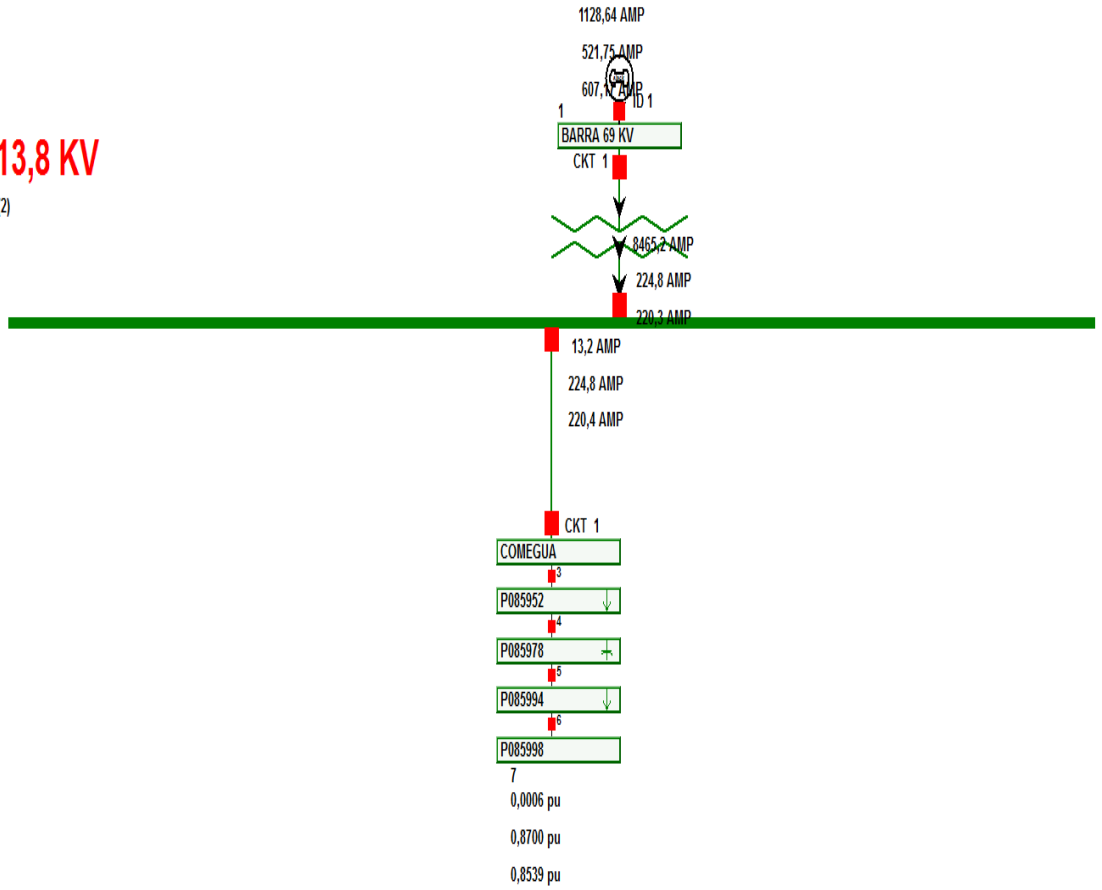 1128,64 AMP
521,75 AMP
ID 1
1
BARRA 69 KV
CKT 1
13,8 KV
2)
8465,2 AMP
224,8 AMP
220,3 AMP
13,2 AMP
224,8 AMP
220,4 AMP
CKT 1
COMEGUA
3
P085952
4
P085978
5
P085994
6
P085998
7
0,0006 pu
0,8700 pu
0,8539 pu